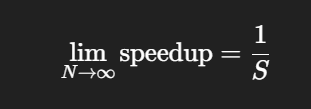 lim speedup = 1/S
N→∞